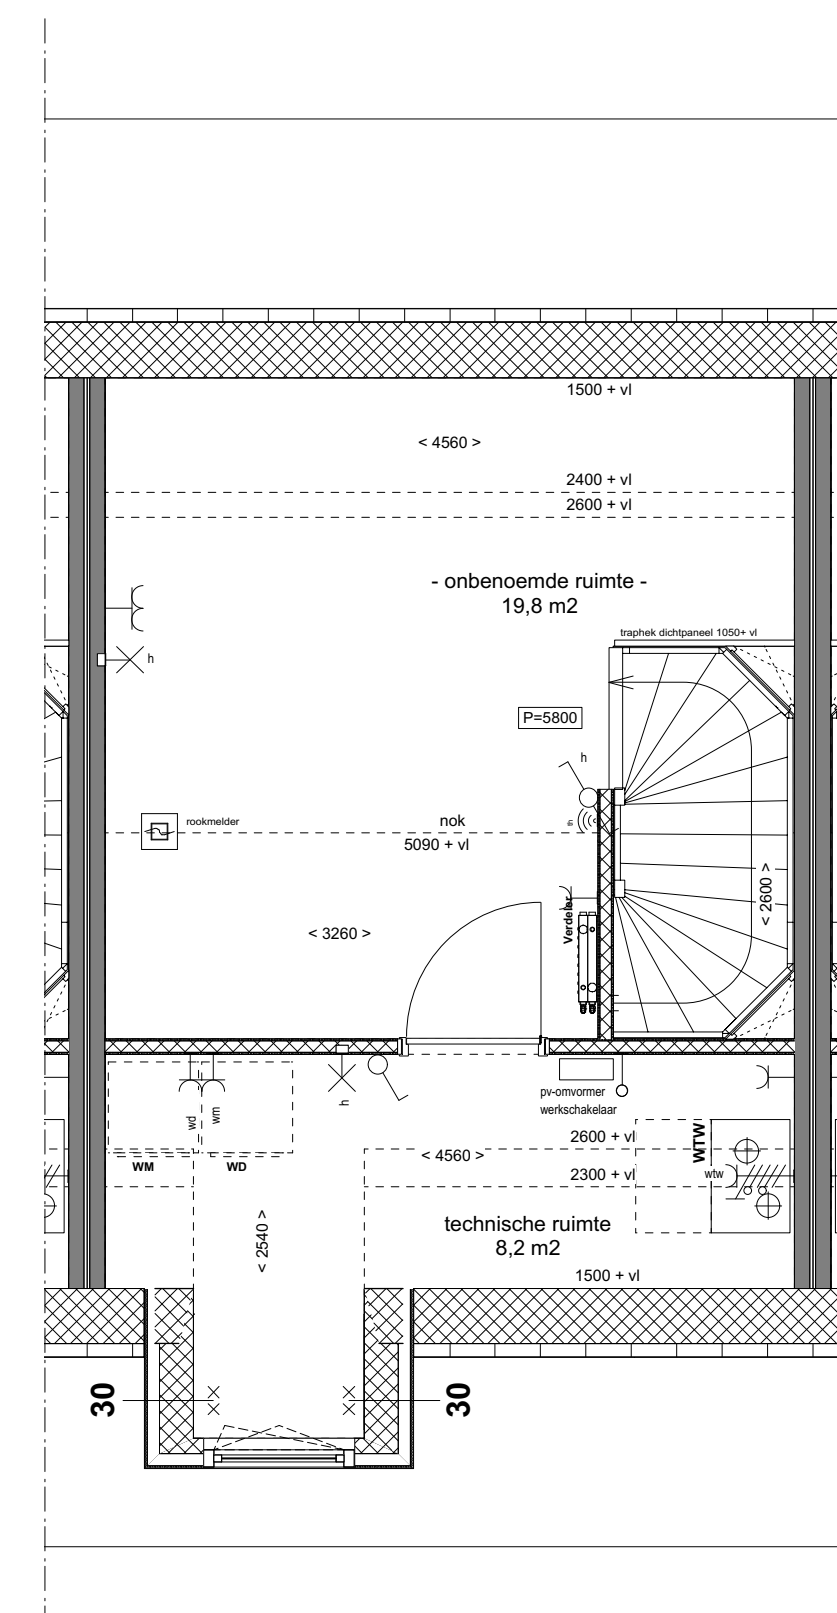 1500 + vl
< 4560 >
2400 + vl
2600 + vl
- onbenoemde ruimte -
19,8 m2
traphek dichtpaneel 1050+ vl
h
P=5800
h
rookmelder
nok
5090 + vl
< 2600 >
Verdeler
< 3260 >
wd
wm
h
pv-omvormer
werkschakelaar
WM
WD
2600 + vl
< 4560 >
WTW
wtw
2300 + vl
< 2540 >
technische ruimte
8,2 m2
1500 + vl
30
30